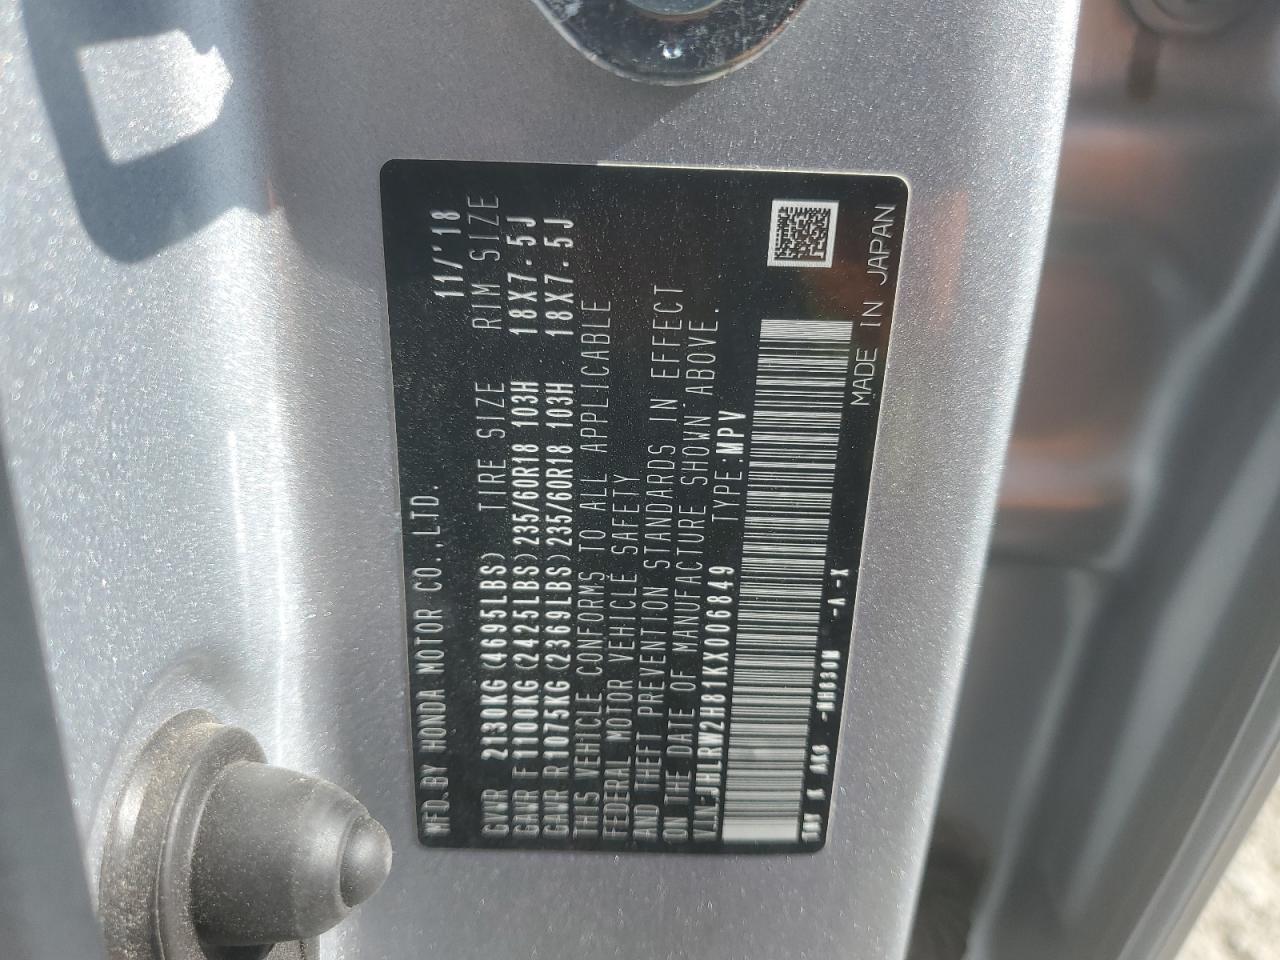 MFD.BY HONDA MOTOR CO.,LTD. 11/'18
GVWR 2130KG(4695LBS) TIRE SIZE RIM SIZE
GAWR F 1100KG(2425LBS)235/60R18 103H 18X7.5J
GAWR R 1075KG(2369LBS)235/60R18 103H 18X7.5J
THIS VEHICLE CONFORMS TO ALL APPLICABLE
FEDERAL MOTOR VEHICLE SAFETY
AND THEFT PREVENTION STANDARDS IN EFFECT
ON THE DATE OF MANUFACTURE SHOWN ABOVE.
V.I.N.:JHLRW2H81KX006849 TYPE:MPV
-A -X
MADE IN JAPAN